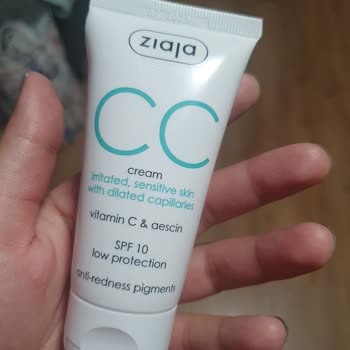 ziaja
CC
cream
irritated, sensitive skin
with dilated capillaries
vitamin C & aescin
SPF 10
low protection
anti-redness pigments